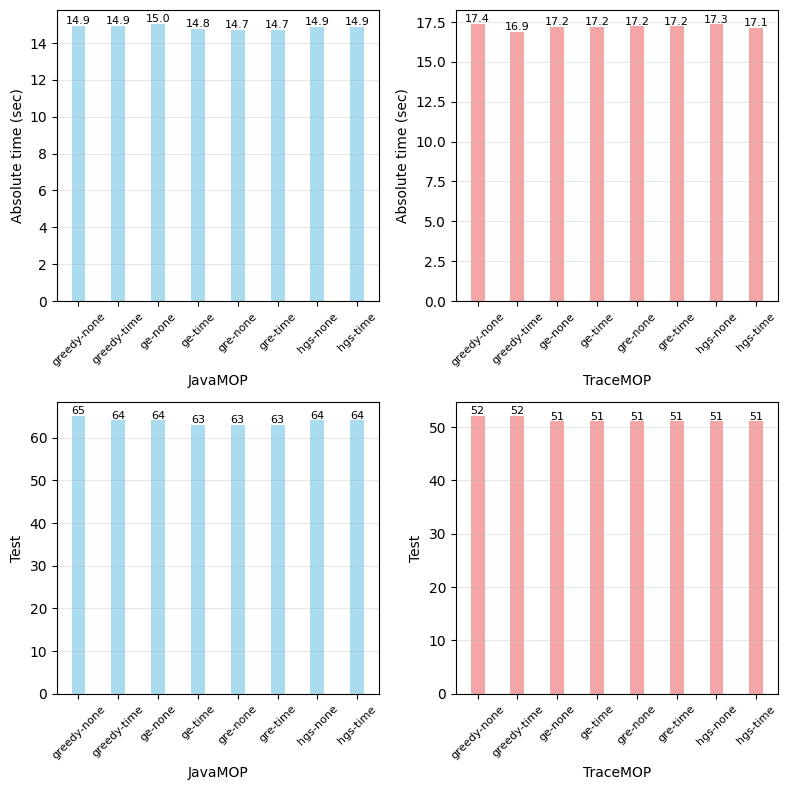 14.9 14.9 15.0 14.8 14.7 14.7 14.9 14.9
14
12
10
8
6
4
2
0
Absolute time (sec)
greedy-none greedy-time ge-none ge-time gre-none gre-time hgs-none hgs-time
JavaMOP
17.4 16.9 17.2 17.2 17.2 17.2 17.3 17.1
17.5
15.0
12.5
10.0
7.5
5.0
2.5
0.0
Absolute time (sec)
greedy-none greedy-time ge-none ge-time gre-none gre-time hgs-none hgs-time
TraceMOP
65 64 64 63 63 63 64 64
60
50
40
30
20
10
0
Test
greedy-none greedy-time ge-none ge-time gre-none gre-time hgs-none hgs-time
JavaMOP
52 52 51 51 51 51 51 51
50
40
30
20
10
0
Test
greedy-none greedy-time ge-none ge-time gre-none gre-time hgs-none hgs-time
TraceMOP